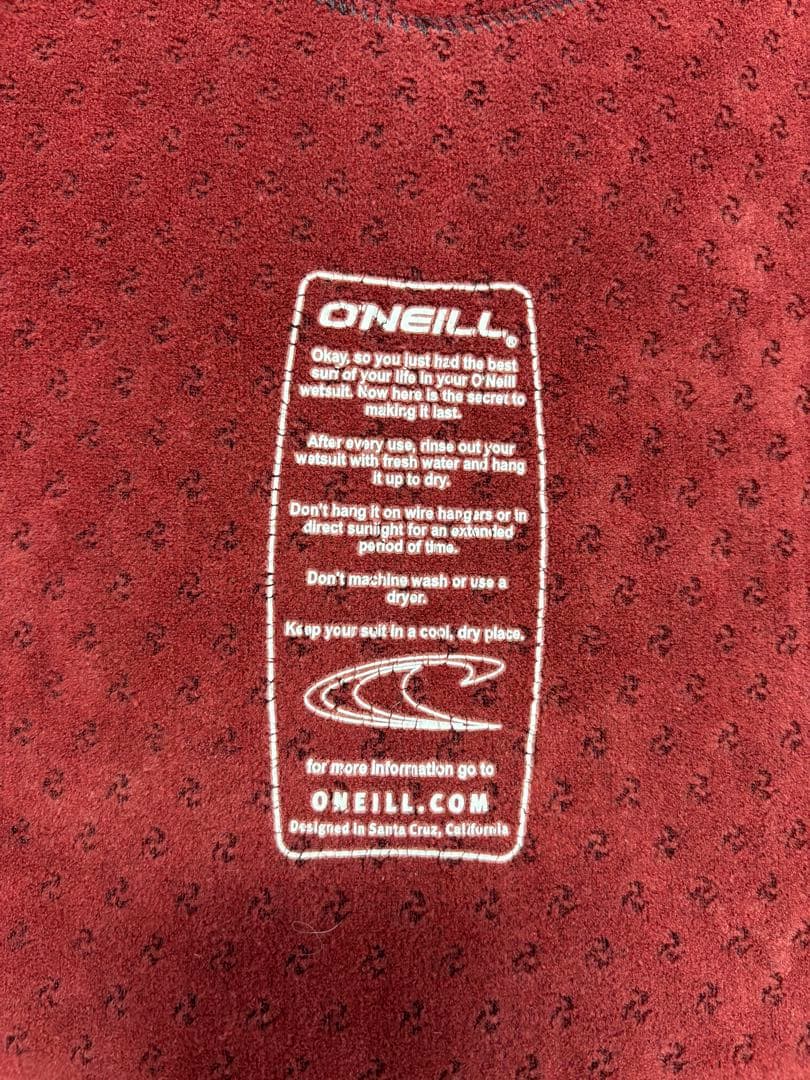 O'NEILL®
Okay, so you just had the best
surf of your life in your O'Neill
wetsuit. Now here is the secret to
making it last.
After every use, rinse out your
wetsuit with fresh water and hang
it up to dry.
Don't hang it on wire hangers or in
direct sunlight for an extended
period of time.
Don't machine wash or use a
dryer.
Keep your suit in a cool, dry place.
for more information go to
ONEILL.COM
Designed in Santa Cruz, California